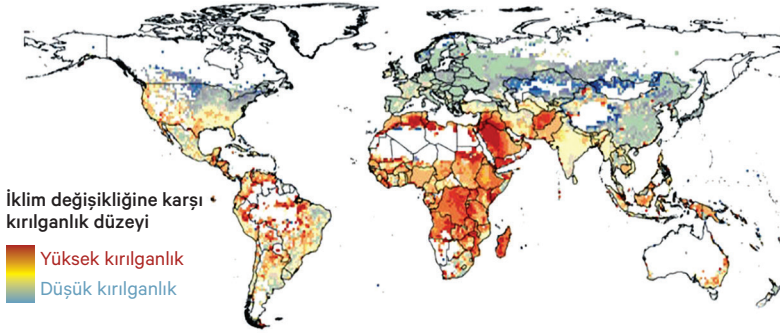 İklim değişikliğine karşı
kırılganlık düzeyi
Yüksek kırılganlık
Düşük kırılganlık